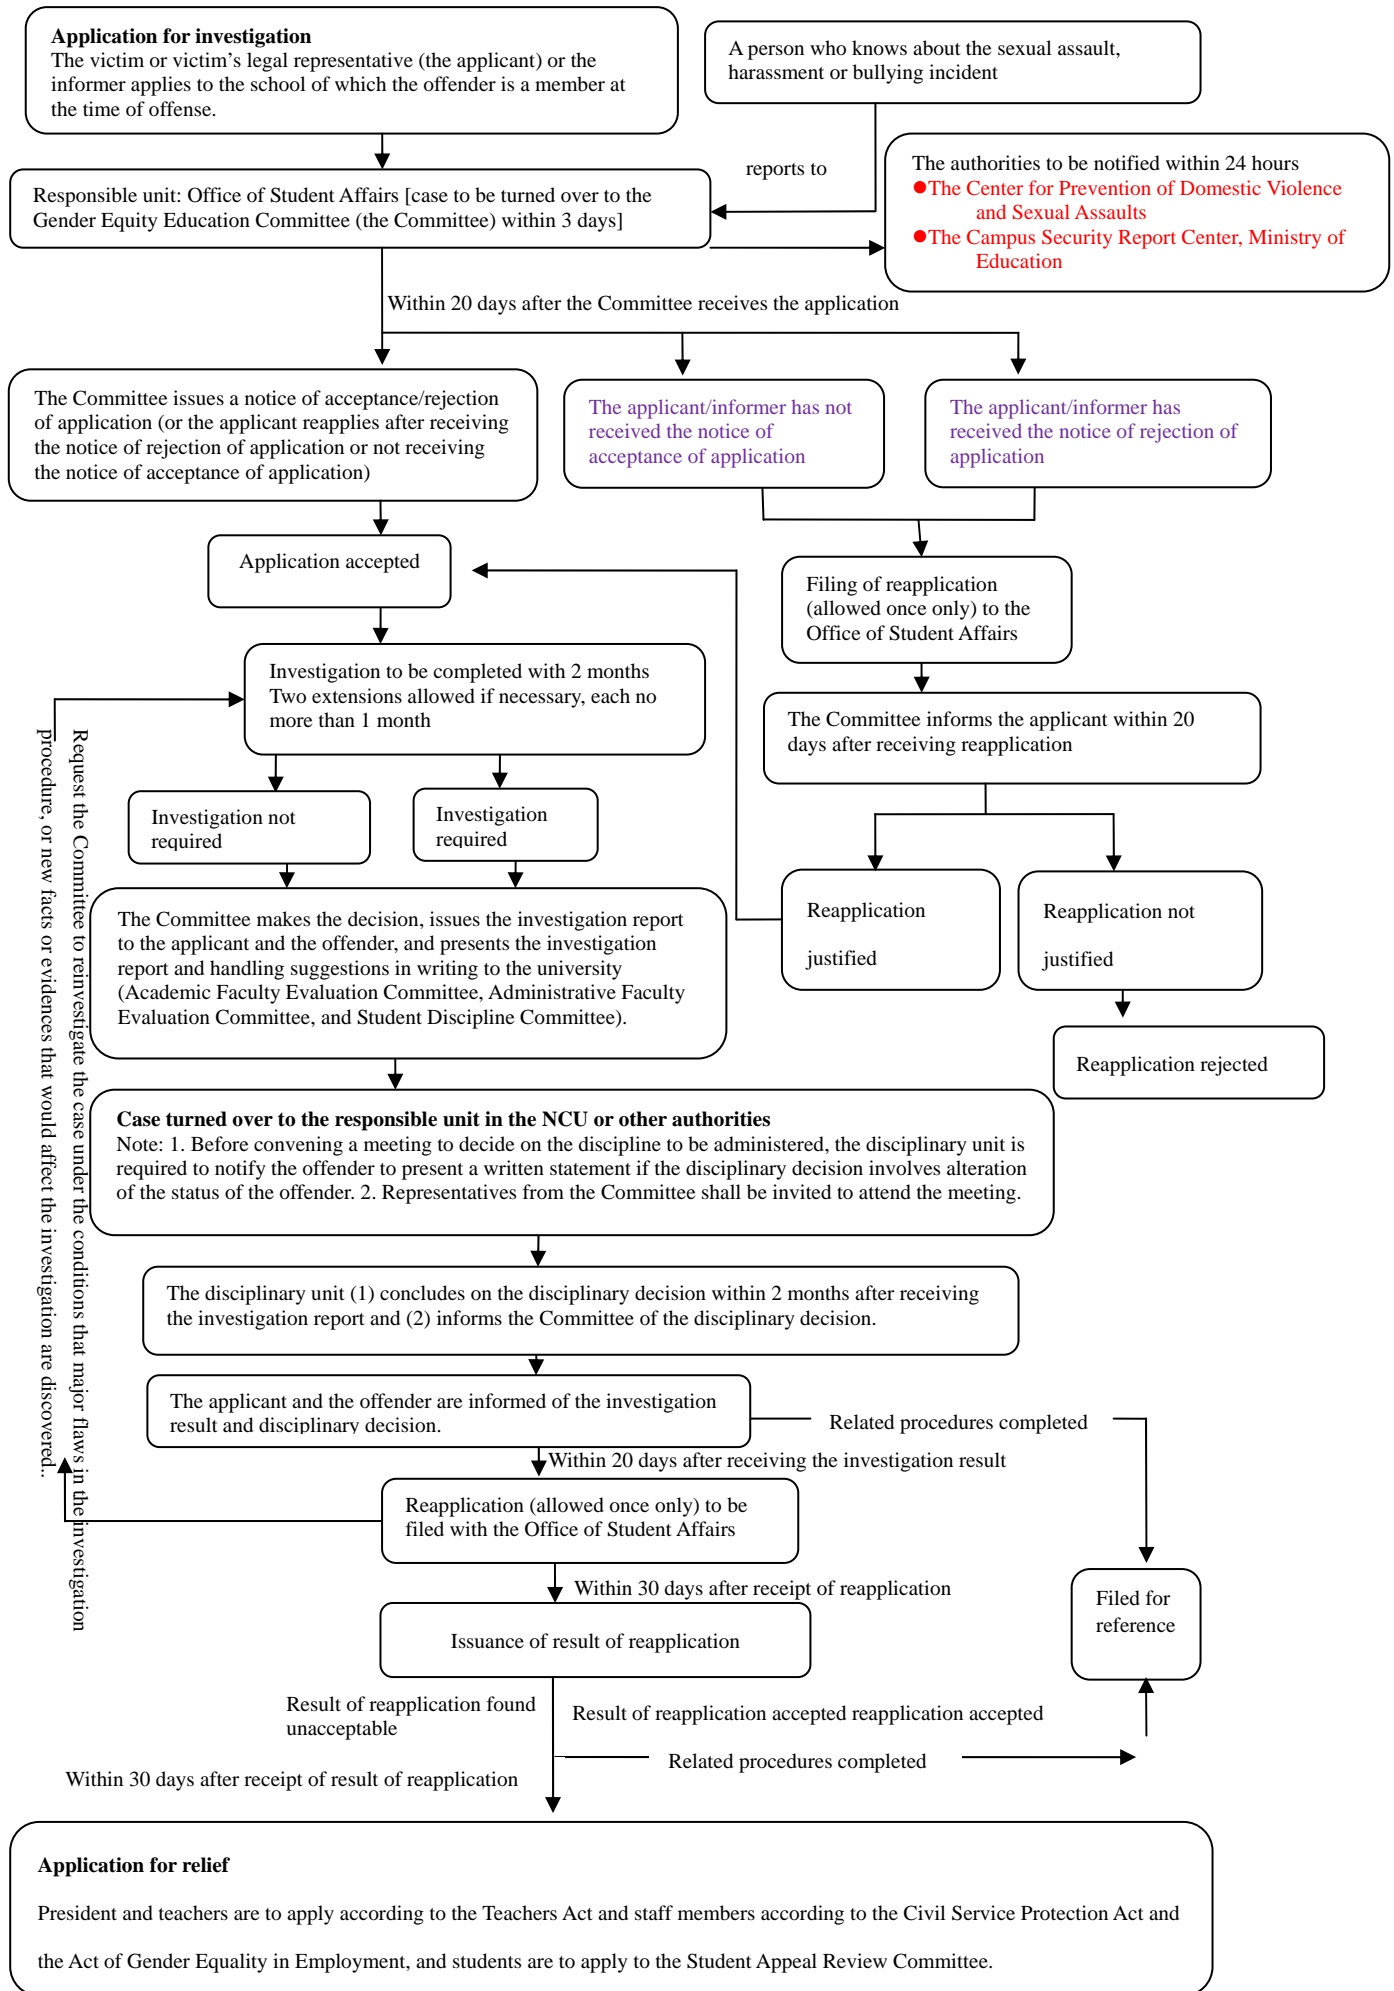 Application for investigation
The victim or victim's legal representative (the applicant) or the
informer applies to the school of which the offender is a member at
the time of offense.
A person who knows about the sexual assault,
harassment or bullying incident
reports to
The authorities to be notified within 24 hours
●The Center for Prevention of Domestic Violence
and Sexual Assaults
●The Campus Security Report Center, Ministry of
Education
Responsible unit: Office of Student Affairs [case to be turned over to the
Gender Equity Education Committee (the Committee) within 3 days]
Within 20 days after the Committee receives the application
The Committee issues a notice of acceptance/rejection
of application (or the applicant reapplies after receiving
the notice of rejection of application or not receiving
the notice of acceptance of application)
The applicant/informer has not
received the notice of
acceptance of application
The applicant/informer has
received the notice of rejection of
application
Application accepted
Filing of reapplication
(allowed once only) to the
Office of Student Affairs
Investigation to be completed with 2 months
Two extensions allowed if necessary, each no
more than 1 month
The Committee informs the applicant within 20
days after receiving reapplication
Investigation not
required
Investigation
required
Reapplication
justified
Reapplication not
justified
Reapplication rejected
The Committee makes the decision, issues the investigation report
to the applicant and the offender, and presents the investigation
report and handling suggestions in writing to the university
(Academic Faculty Evaluation Committee, Administrative Faculty
Evaluation Committee, and Student Discipline Committee).
Request the Committee to reinvestigate the case under the conditions that major flaws in the investigation
procedure, or new facts or evidences that would affect the investigation are discovered..
Case turned over to the responsible unit in the NCU or other authorities
Note: 1. Before convening a meeting to decide on the discipline to be administered, the disciplinary unit is
required to notify the offender to present a written statement if the disciplinary decision involves alteration
of the status of the offender. 2. Representatives from the Committee shall be invited to attend the meeting.
The disciplinary unit (1) concludes on the disciplinary decision within 2 months after receiving
the investigation report and (2) informs the Committee of the disciplinary decision.
The applicant and the offender are informed of the investigation
result and disciplinary decision.
Related procedures completed
Within 20 days after receiving the investigation result
Reapplication (allowed once only) to be
filed with the Office of Student Affairs
Within 30 days after receipt of reapplication
Filed for
reference
Issuance of result of reapplication
Result of reapplication found
unacceptable
Result of reapplication accepted reapplication accepted
Related procedures completed
Within 30 days after receipt of result of reapplication
Application for relief
President and teachers are to apply according to the Teachers Act and staff members according to the Civil Service Protection Act and
the Act of Gender Equality in Employment, and students are to apply to the Student Appeal Review Committee.